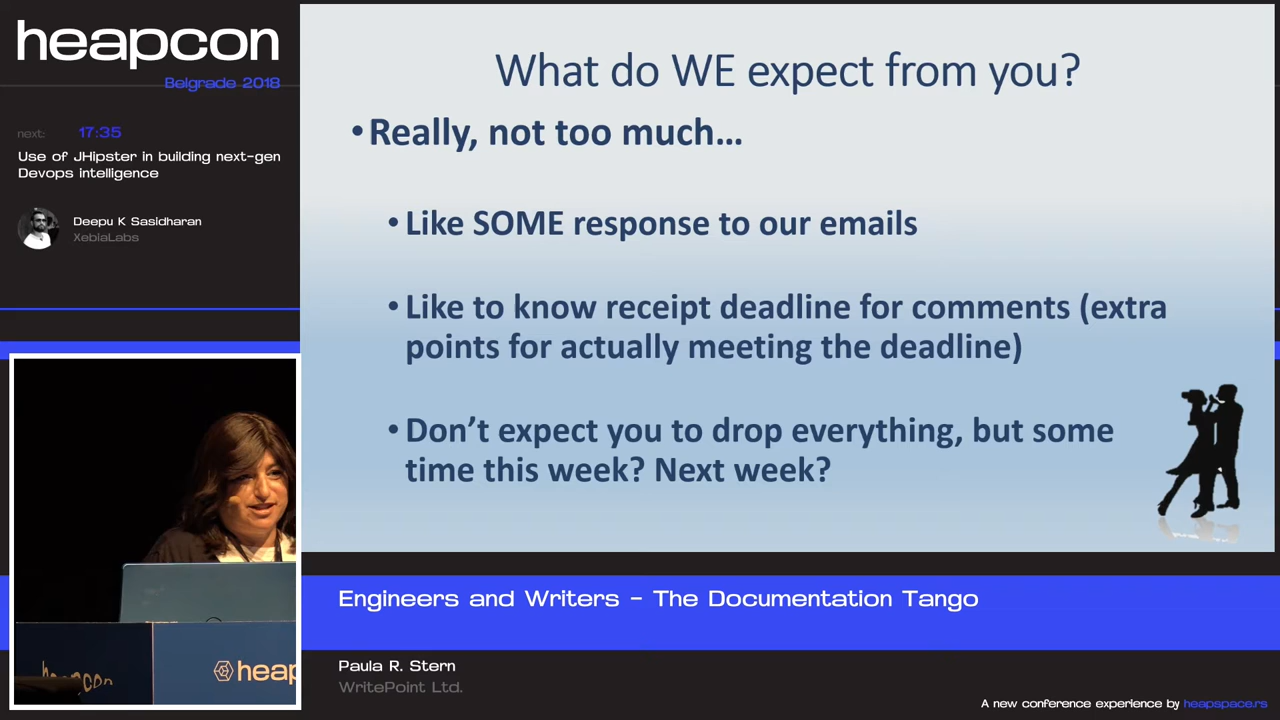 heapcon
Belgrade 2018
next: 17:35
Use of JHipster in building next-gen
Devops intelligence
Deepu K Sasidharan
XebiaLabs
What do WE expect from you?
•Really, not too much…
•Like SOME response to our emails
•Like to know receipt deadline for comments (extra
points for actually meeting the deadline)
•Don’t expect you to drop everything, but some
time this week? Next week?
heapcon
heapc
Engineers and Writers - The Documentation Tango
Paula R. Stern
WritePoint Ltd.
A new conference experience by heapspace.rs